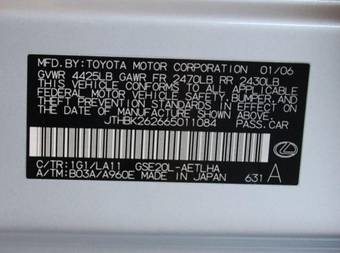 MFD. BY: TOYOTA MOTOR CORPORATION 01/06
GVWR 4425LB GAWR FR 2470LB RR 2430LB
THIS VEHICLE CONFORMS TO ALL APPLICABLE
FEDERAL MOTOR VEHICLE SAFETY, BUMPER AND
THEFT PREVENTION STANDARDS IN EFFECT ON THE
DATE OF MANUFACTURE SHOWN ABOVE.
JTHBK262665011084 PASS.CAR
C/TR: 1G1/LA11 GSE20L-AETLHA
A/TM: B03A/A960E MADE IN JAPAN 631 A